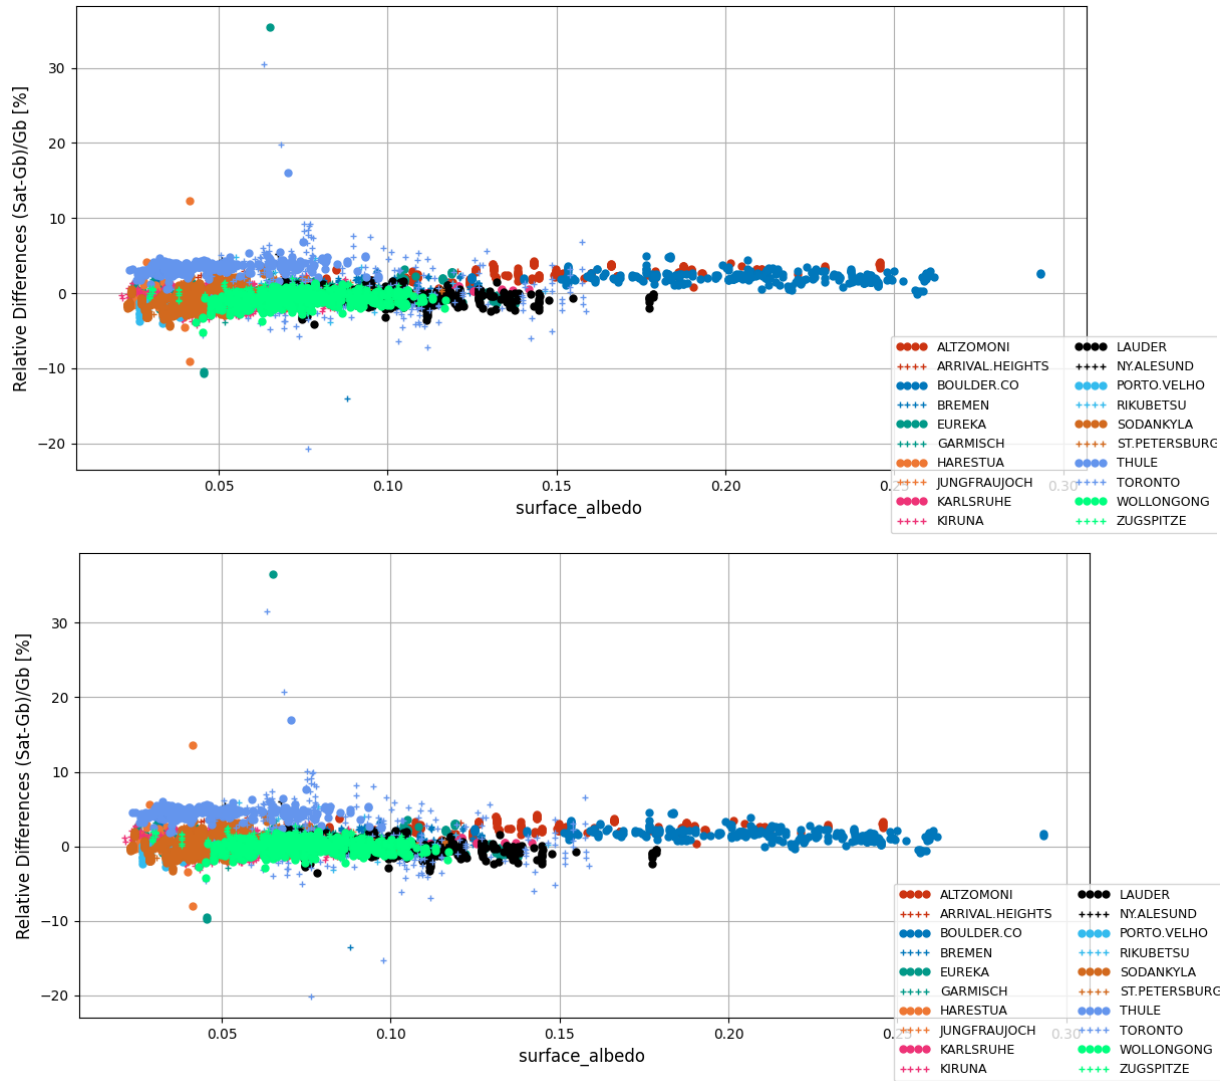 30
20
10
0
−10
−20
Relative Differences (Sat-Gb)/Gb [%]
0.05 0.10 0.15 0.20 0.25 0.30
surface_albedo
ALTZOMONI LAUDER
ARRIVAL.HEIGHTS NY.ALESUND
BOULDER.CO PORTO.VELHO
BREMEN RIKUBETSU
EUREKA SODANKYLA
GARMISCH ST.PETERSBURG
HARESTUA THULE
JUNGFRAUJOCH TORONTO
KARLSRUHE WOLLONGONG
KIRUNA ZUGSPITZE
30
20
10
0
−10
−20
Relative Differences (Sat-Gb)/Gb [%]
0.05 0.10 0.15 0.20 0.25 0.30
surface_albedo
ALTZOMONI LAUDER
ARRIVAL.HEIGHTS NY.ALESUND
BOULDER.CO PORTO.VELHO
BREMEN RIKUBETSU
EUREKA SODANKYLA
GARMISCH ST.PETERSBURG
HARESTUA THULE
JUNGFRAUJOCH TORONTO
KARLSRUHE WOLLONGONG
KIRUNA ZUGSPITZE